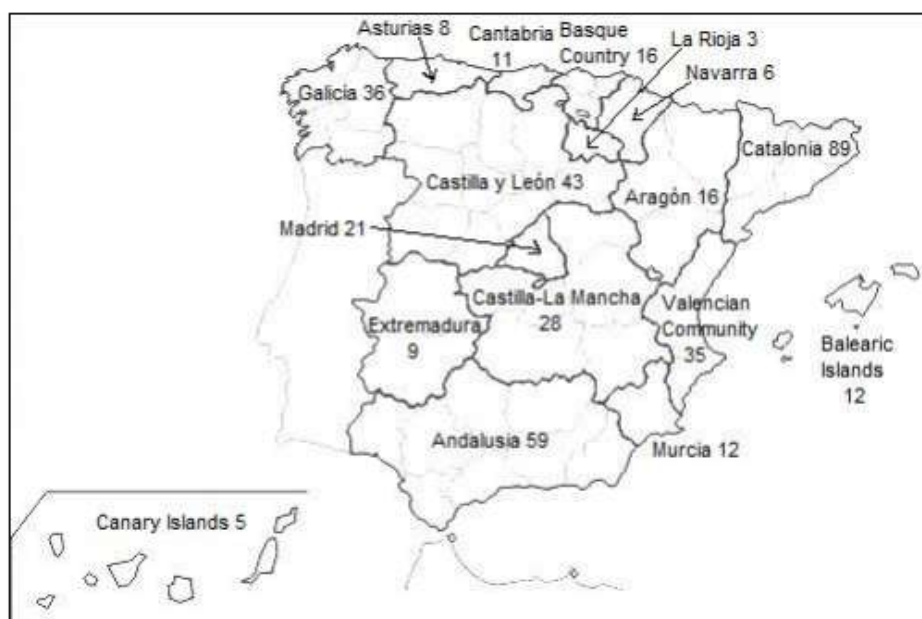 Asturias 8
Cantabria
11
Basque
Country 16
La Rioja 3
Navarra 6
Galicia 36
Catalonia 89
Castilla y León 43
Aragón 16
Madrid 21
Castilla-La Mancha
28
Valencian
Community
35
Extremadura
9
Balearic
Islands
12
Andalusia 59
Murcia 12
Canary Islands 5